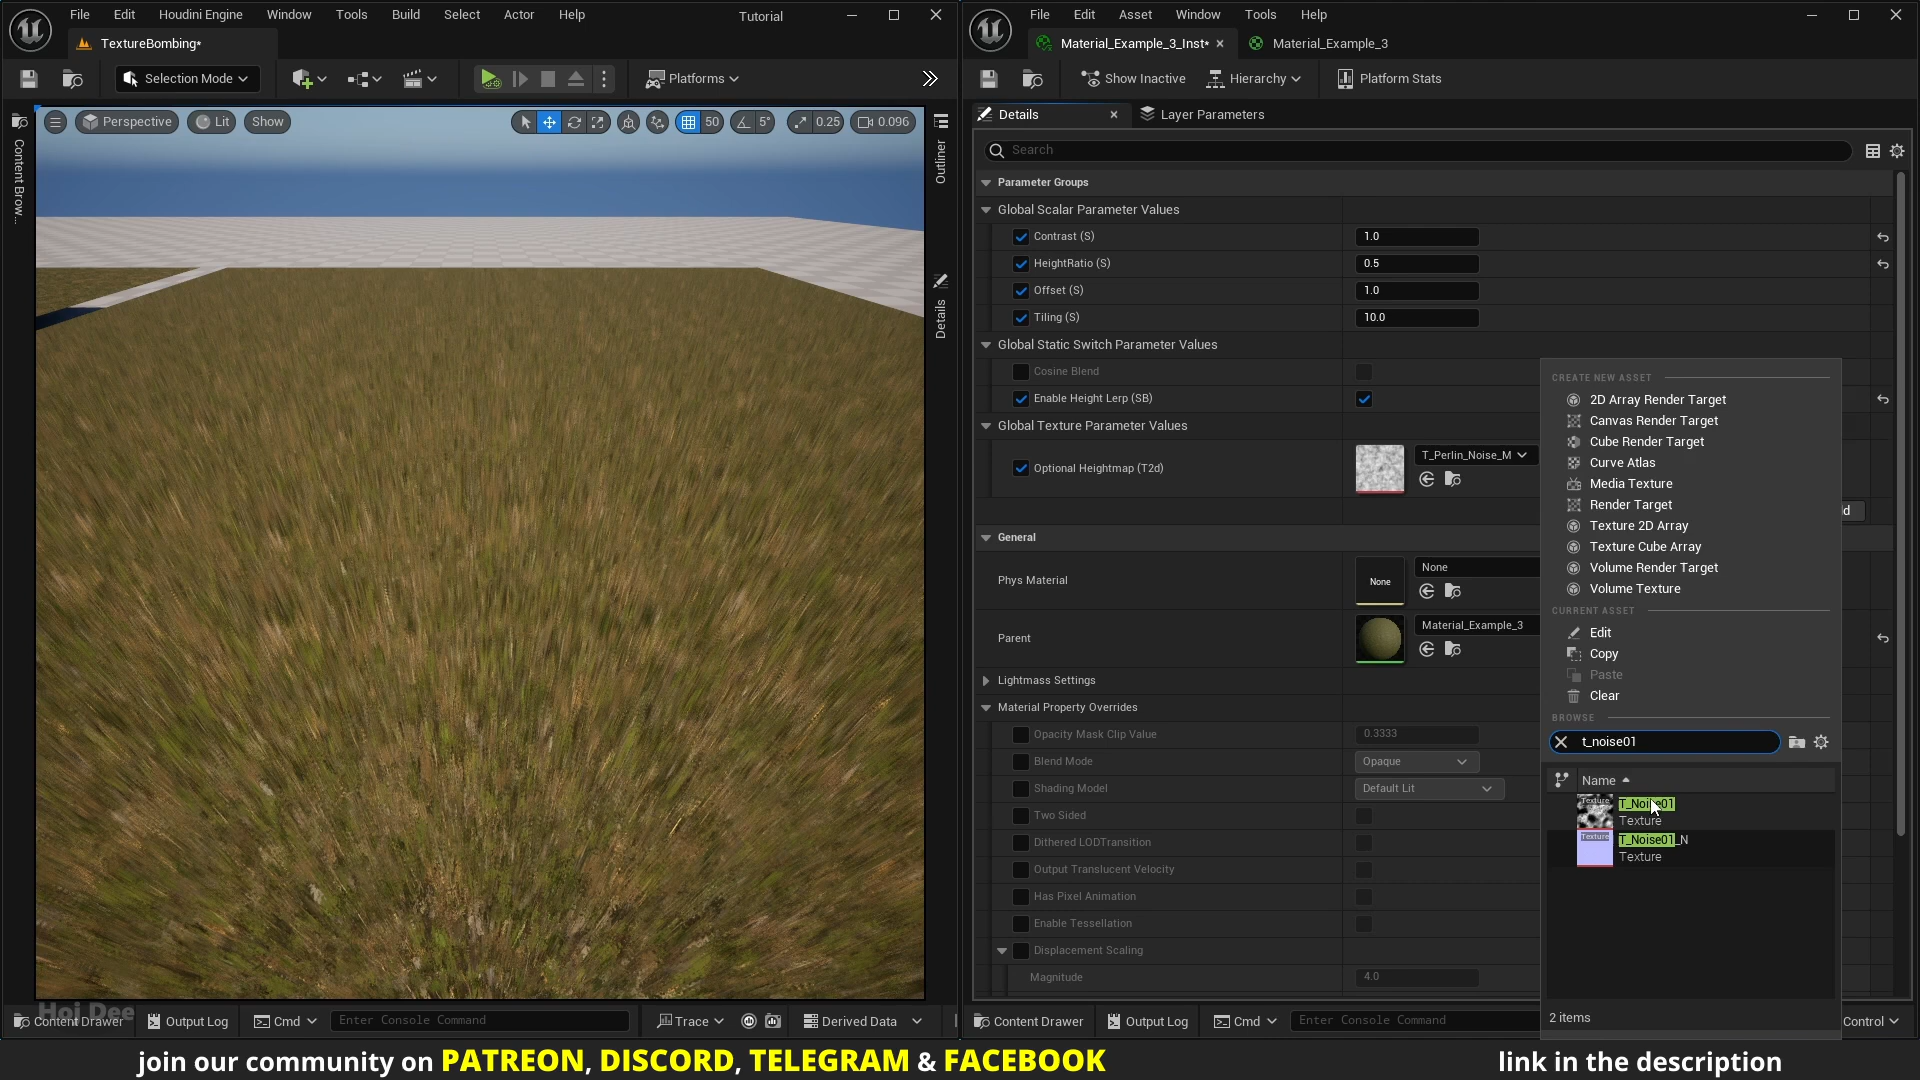 File Edit Houdini Engine Window Tools Build Select Actor Help Tutorial
TextureBombing*
Selection Mode Platforms
Perspective Lit Show 50 5° 0.25 0.096
Content Brow...
Outliner
Details
Hoi Dee
Content Drawer Output Log Cmd Enter Console Command Trace Derived Data
File Edit Asset Window Tools Help
Material_Example_3_Inst* Material_Example_3
Show Inactive Hierarchy Platform Stats
Details Layer Parameters
Search
Parameter Groups
Global Scalar Parameter Values
Contrast (S) 1.0
HeightRatio (S) 0.5
Offset (S) 1.0
Tiling (S) 10.0
Global Static Switch Parameter Values
Cosine Blend
Enable Height Lerp (SB)
Global Texture Parameter Values
Optional Heightmap (T2d) T_Perlin_Noise_M
General
Phys Material None None
Parent Material_Example_3
Lightmass Settings
Material Property Overrides
Opacity Mask Clip Value 0.3333
Blend Mode Opaque
Shading Model Default Lit
Two Sided
Dithered LODTransition
Output Translucent Velocity
Has Pixel Animation
Enable Tessellation
Displacement Scaling
Magnitude 4.0
Content Drawer Output Log Cmd Enter Console Command Control
CREATE NEW ASSET
2D Array Render Target
Canvas Render Target
Cube Render Target
Curve Atlas
Media Texture
Render Target
Texture 2D Array
Texture Cube Array
Volume Render Target
Volume Texture
CURRENT ASSET
Edit
Copy
Paste
Clear
BROWSE
t_noise01
Name
Texture T_Noise01
Texture
Texture T_Noise01_N
Texture
2 items
join our community on PATREON, DISCORD, TELEGRAM & FACEBOOK link in the description